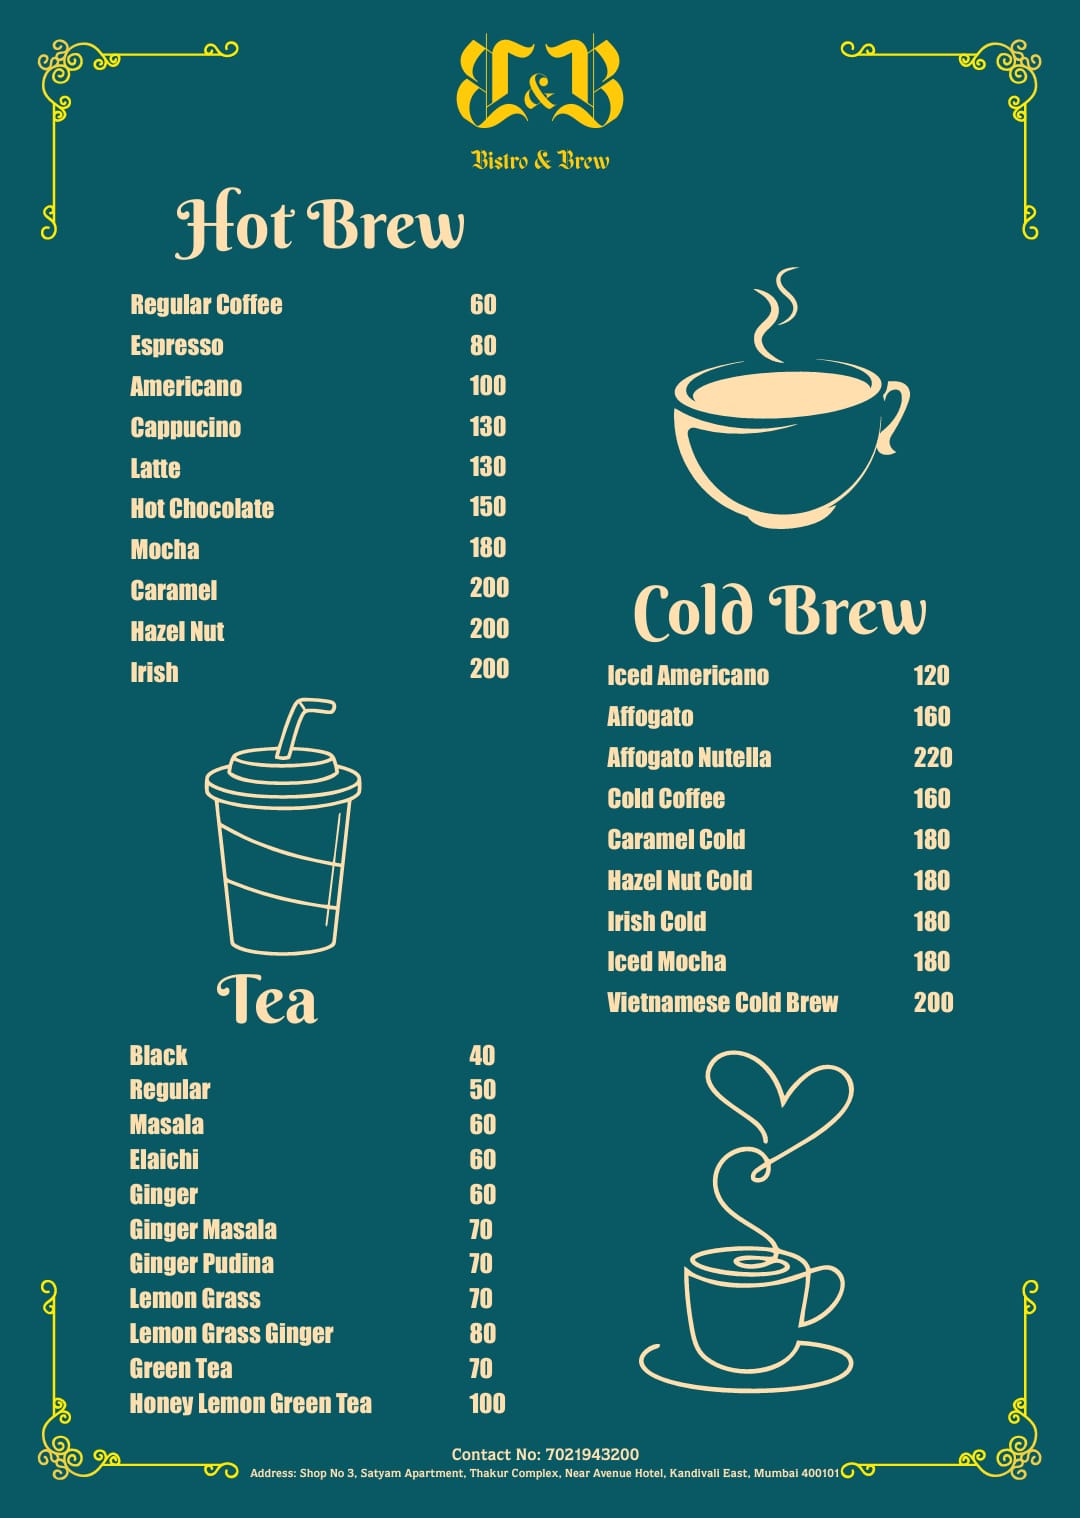 B&B
Bistro & Brew
Hot Brew
Regular Coffee 60
Espresso 80
Americano 100
Cappucino 130
Latte 130
Hot Chocolate 150
Mocha 180
Caramel 200
Hazel Nut 200
Irish 200
Cold Brew
Iced Americano 120
Affogato 160
Affogato Nutella 220
Cold Coffee 160
Caramel Cold 180
Hazel Nut Cold 180
Irish Cold 180
Iced Mocha 180
Vietnamese Cold Brew 200
Tea
Black 40
Regular 50
Masala 60
Elaichi 60
Ginger 60
Ginger Masala 70
Ginger Pudina 70
Lemon Grass 70
Lemon Grass Ginger 80
Green Tea 70
Honey Lemon Green Tea 100
Contact No: 7021943200
Address: Shop No 3, Satyam Apartment, Thakur Complex, Near Avenue Hotel, Kandivali East, Mumbai 400101